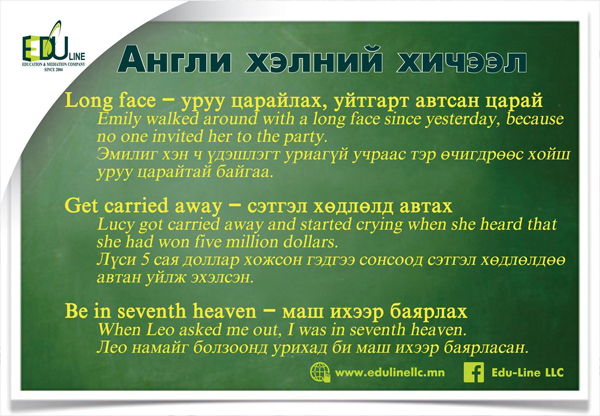 EDU LINE
EDUCATION & MEDIATION COMPANY
SINCE 2004
Англи хэлний хичээл
Long face – уруу царайлах, уйтгарт автсан царай
Emily walked around with a long face since yesterday, because
no one invited her to the party.
Эмилиг хэн ч үдэшлэгт уриагүй учраас тэр өчигдрөөс хойш
уруу царайтай байгаа.
Get carried away – сэтгэл хөдлөлд автах
Lucy got carried away and started crying when she heard that
she had won five million dollars.
Лүси 5 сая доллар хожсон гэдгээ сонсоод сэтгэл хөдлөлдөө
автан уйлж эхэлсэн.
Be in seventh heaven – маш ихээр баярлах
When Leo asked me out, I was in seventh heaven.
Лео намайг болзоонд урихад би маш ихээр баярласан.
www.edulinellc.mn
Edu-Line LLC